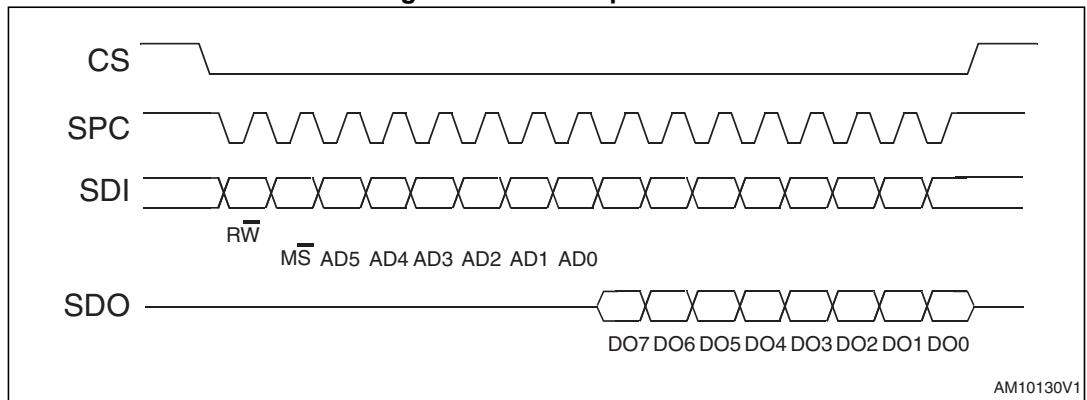 CS
SPC
SDI
RW
MS AD5 AD4 AD3 AD2 AD1 AD0
SDO
DO7 DO6 DO5 DO4 DO3 DO2 DO1 DO0
AM10130V1